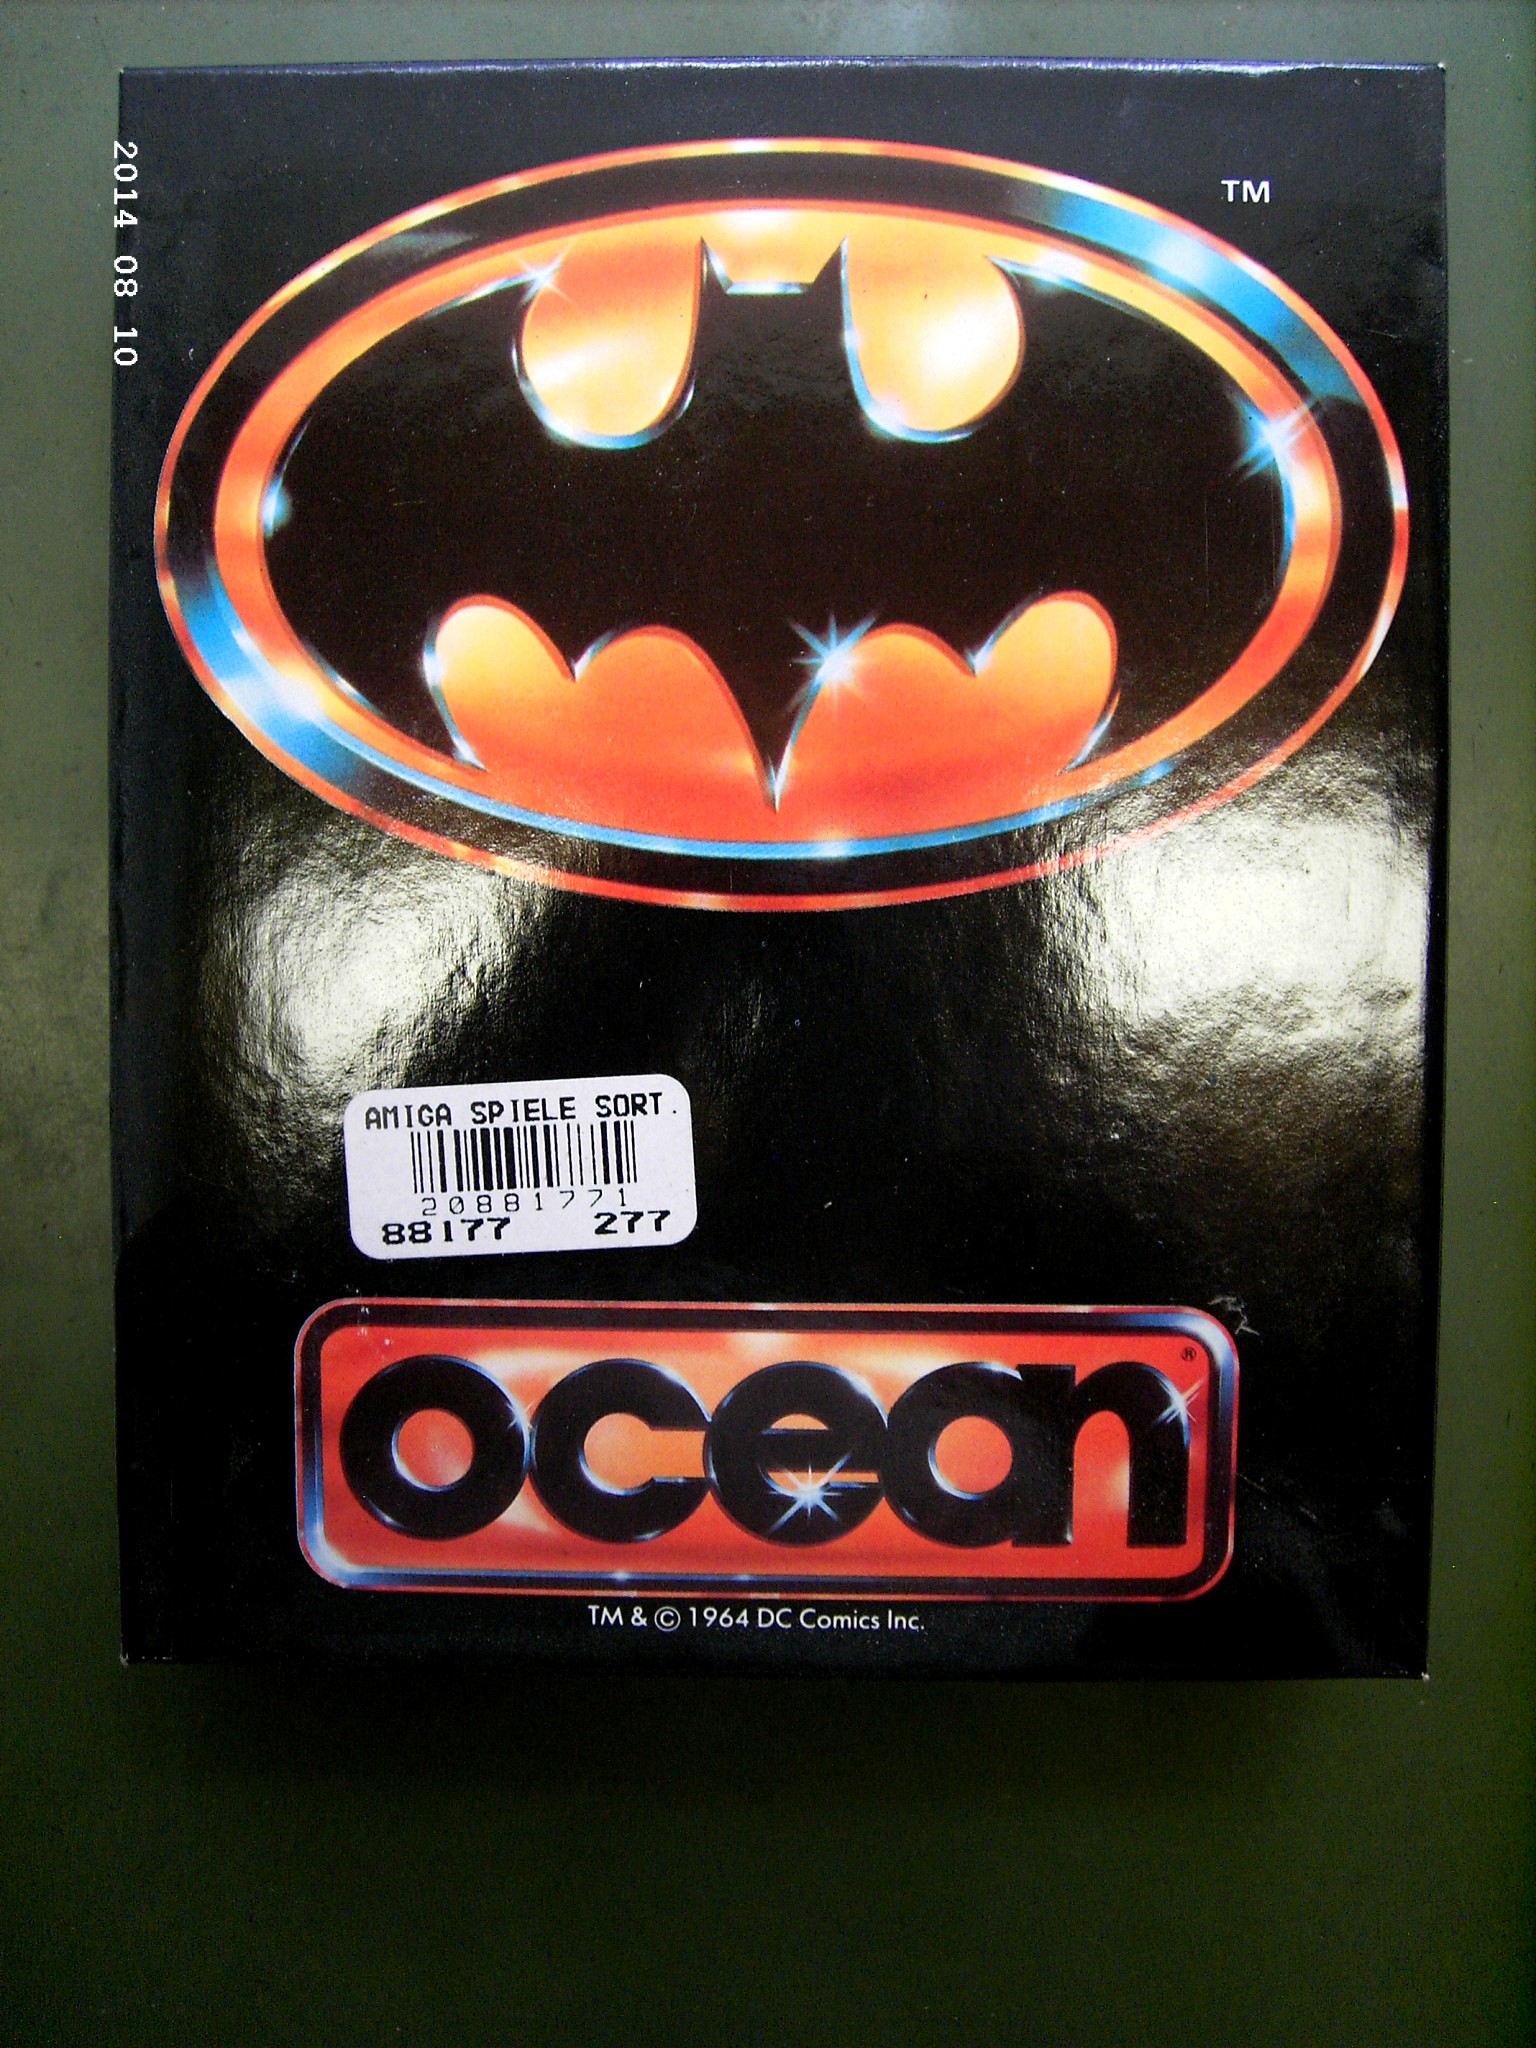 2014 08 10
TM
AMIGA SPIELE SORT.
20881771
88177 277
ocean ®
TM & © 1964 DC Comics Inc.